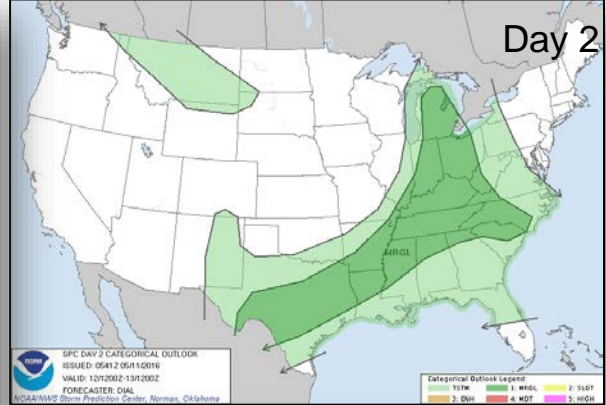 Day 2
MRGL
NOAA
SPC DAY 2 CATEGORICAL OUTLOOK
ISSUED: 0541Z 05/11/2016
VALID: 12/1200Z-13/1200Z
FORECASTER: DIAL
NOAA/NWS Storm Prediction Center, Norman, Oklahoma
Categorical Outlook Legend:
TSTM 1: MRGL 2: SLGT
3: ENH 4: MDT 5: HIGH